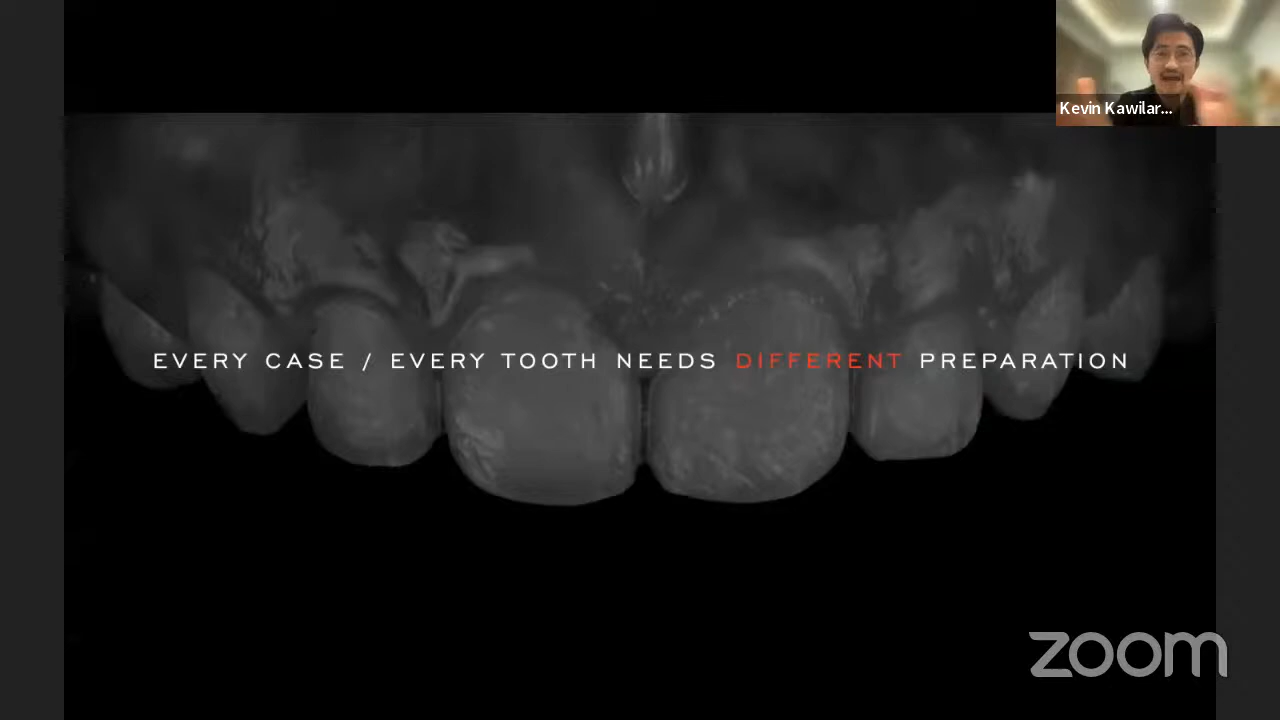 Kevin Kawilar...
EVERY CASE / EVERY TOOTH NEEDS DIFFERENT PREPARATION
zoom